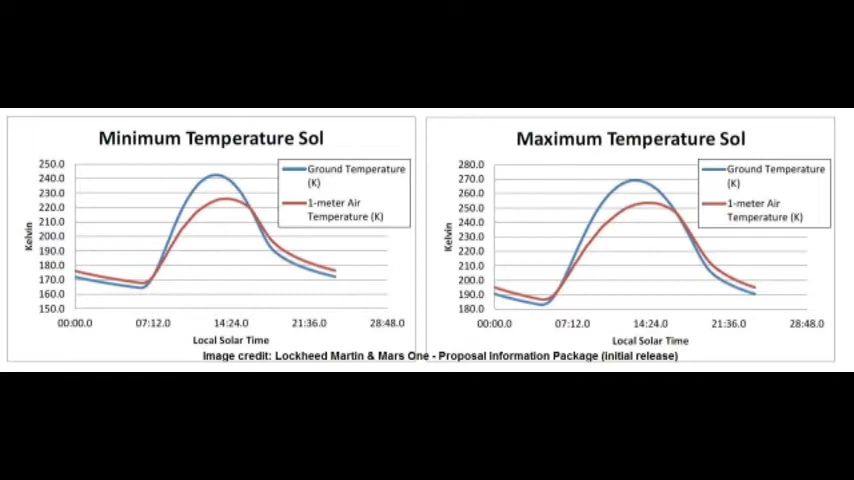 Minimum Temperature Sol
250.0
240.0
230.0
220.0
210.0
200.0
190.0
180.0
170.0
160.0
150.0
Kelvin
Ground Temperature
(K)
1-meter Air
Temperature (K)
00:00.0 07:12.0 14:24.0 21:36.0 28:48.0
Local Solar Time
Maximum Temperature Sol
280.0
270.0
260.0
250.0
240.0
230.0
220.0
210.0
200.0
190.0
180.0
Kelvin
Ground Temperature
(K)
1-meter Air
Temperature (K)
00:00.0 07:12.0 14:24.0 21:36.0 28:48.0
Local Solar Time
Image credit: Lockheed Martin & Mars One - Proposal Information Package (initial release)